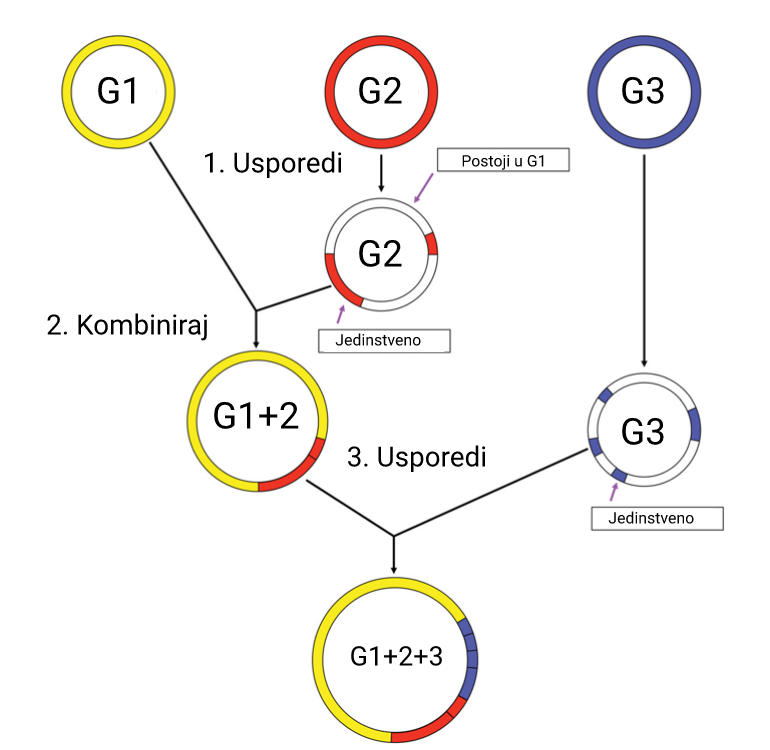 G1
G2
G3
1. Usporedi
Postoji u G1
G2
2. Kombiniraj
Jedinstveno
G1+2
3. Usporedi
G3
Jedinstveno
G1+2+3